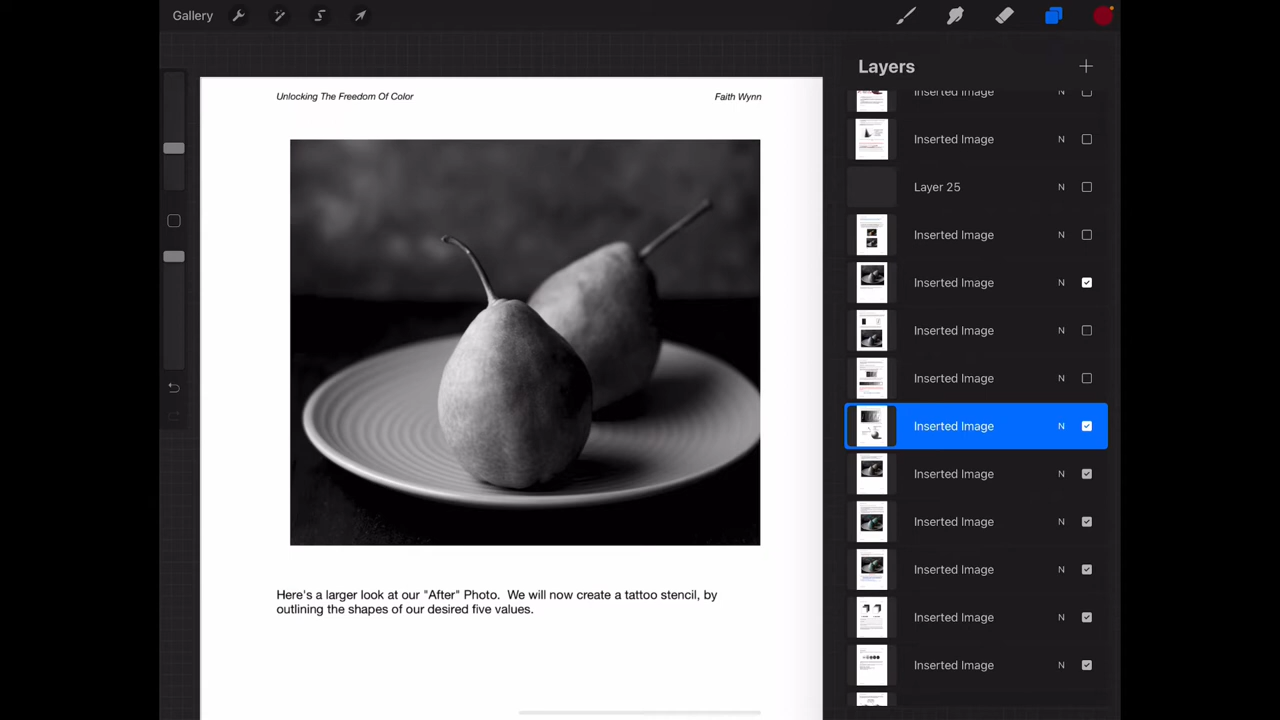 Gallery
Layers
Unlocking The Freedom Of Color
Faith Wynn
Here's a larger look at our "After" Photo. We will now create a tattoo stencil, by
outlining the shapes of our desired five values.
Inserted Image N
Inserted Image N
Layer 25 N
Inserted Image N
Inserted Image N
Inserted Image N
Inserted Image N
Inserted Image N
Inserted Image N
Inserted Image N
Inserted Image N
Inserted Image N
Inserted Image N